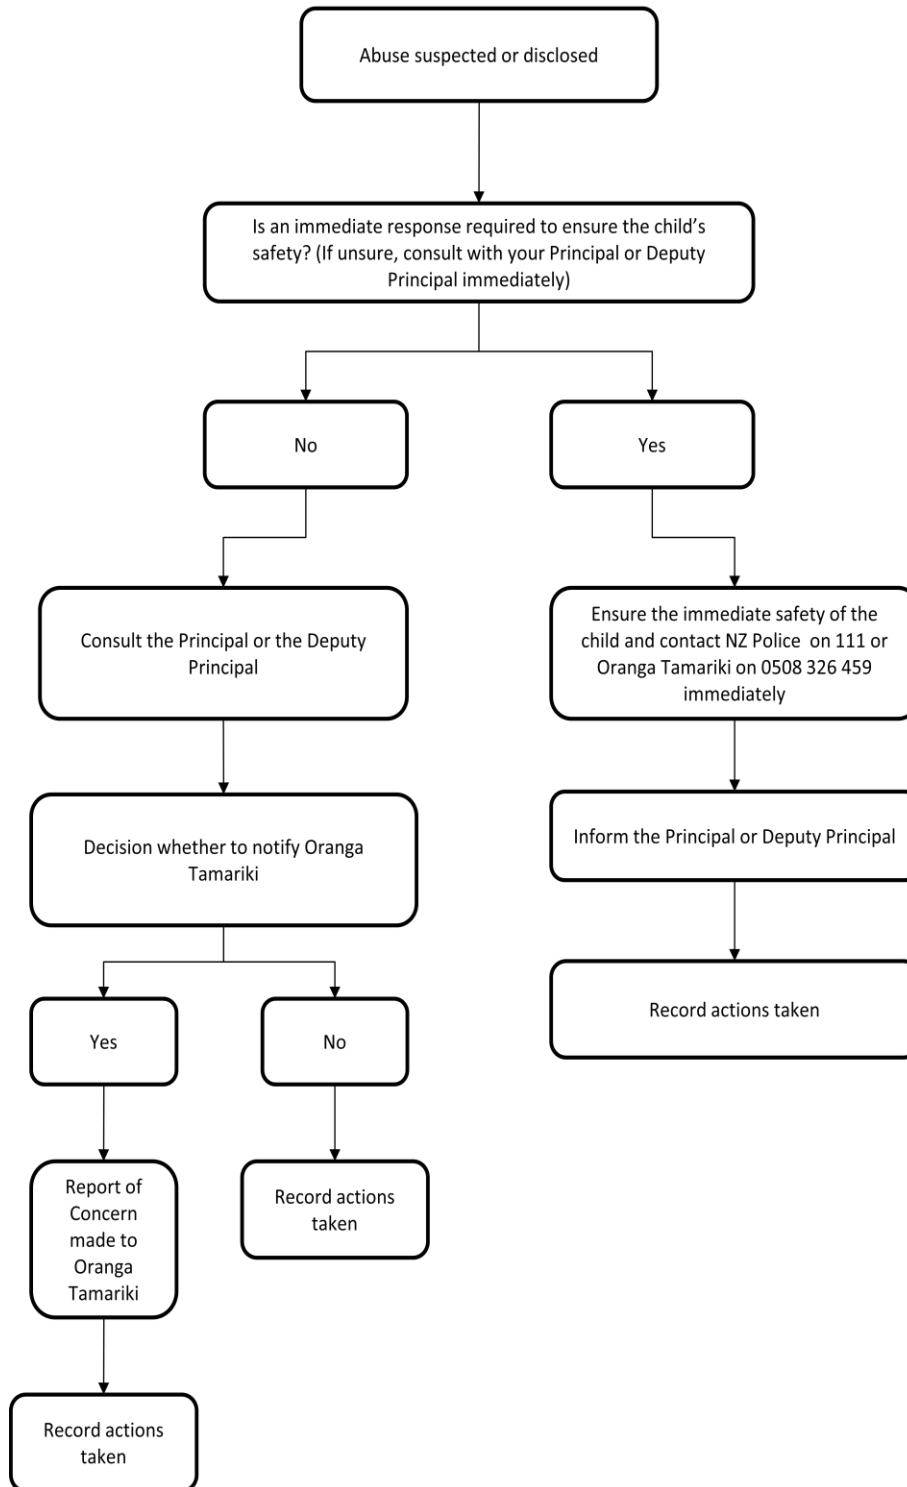 Abuse suspected or disclosed
Is an immediate response required to ensure the child's
safety? (If unsure, consult with your Principal or Deputy
Principal immediately)
No
Yes
Consult the Principal or the Deputy
Principal
Ensure the immediate safety of the
child and contact NZ Police  on 111 or
Oranga Tamariki on 0508 326 459
immediately
Decision whether to notify Oranga
Tamariki
Inform the Principal or Deputy Principal
Yes
No
Record actions taken
Report of
Concern
made to
Oranga
Tamariki
Record actions
taken
Record actions
taken